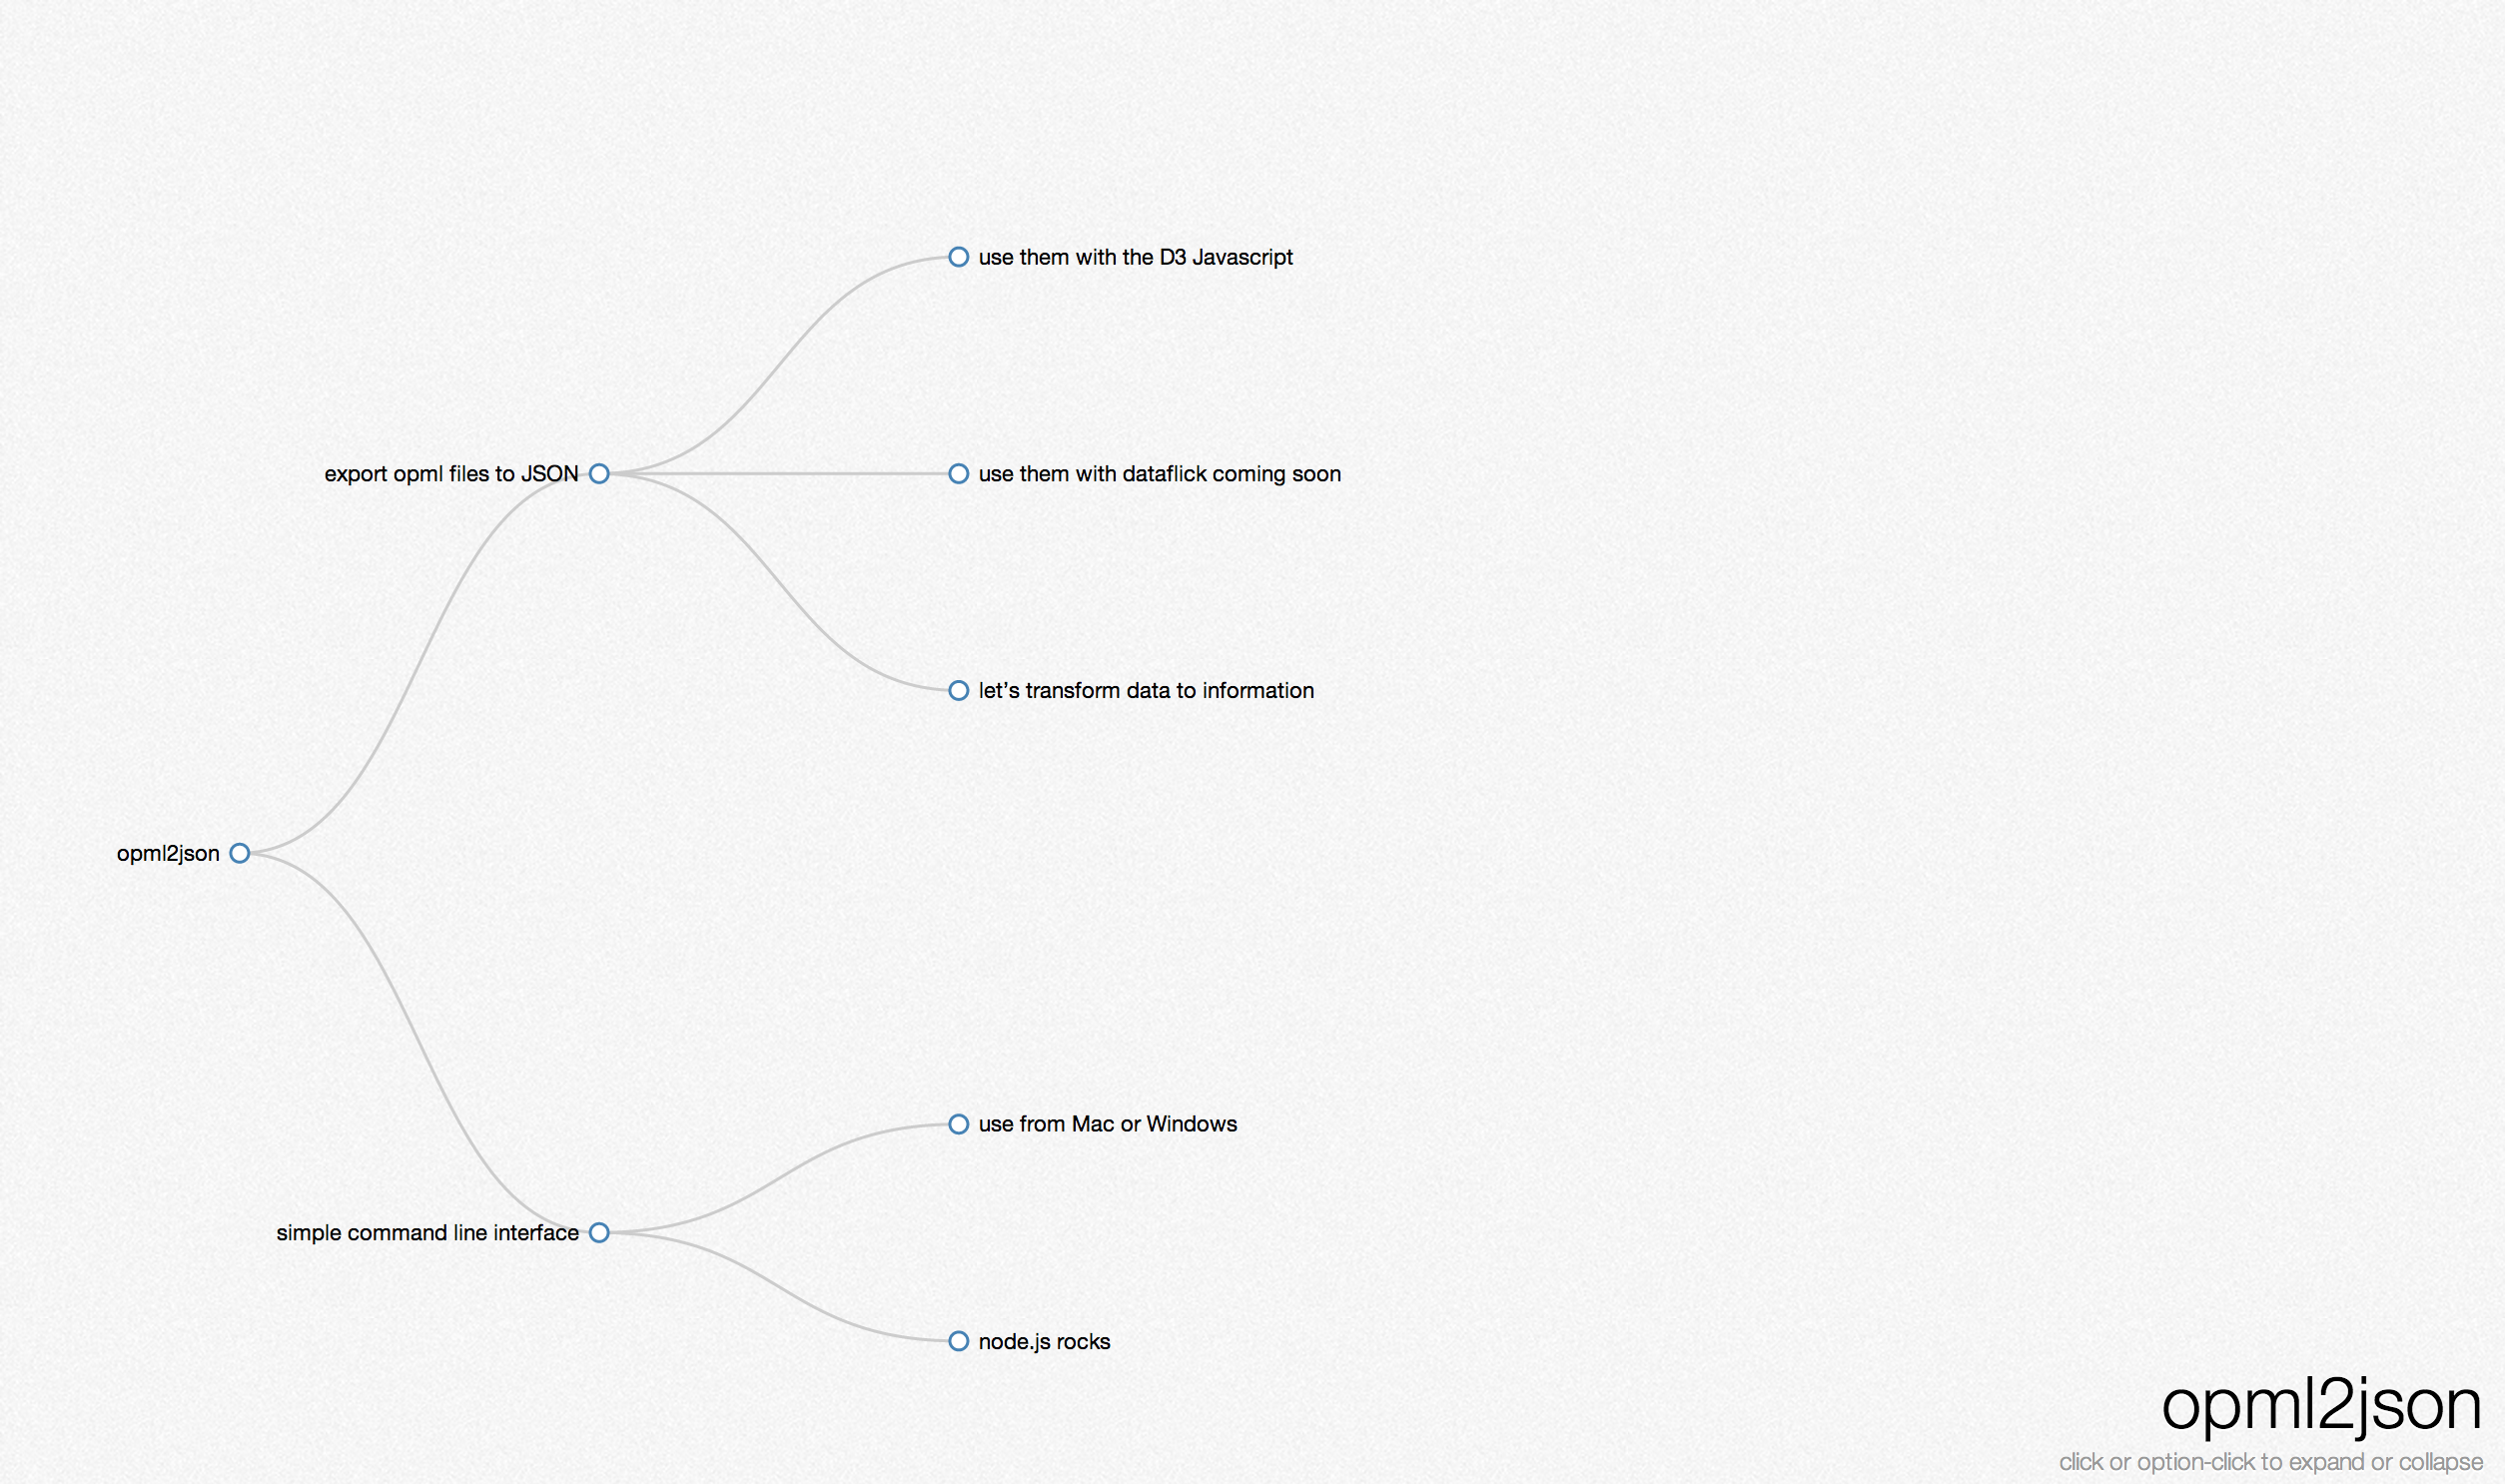 use them with the D3 Javascript
export opml files to JSON
use them with dataflick coming soon
let’s transform data to information
opml2json
use from Mac or Windows
simple command line interface
node.js rocks
opml2json
click or option-click to expand or collapse